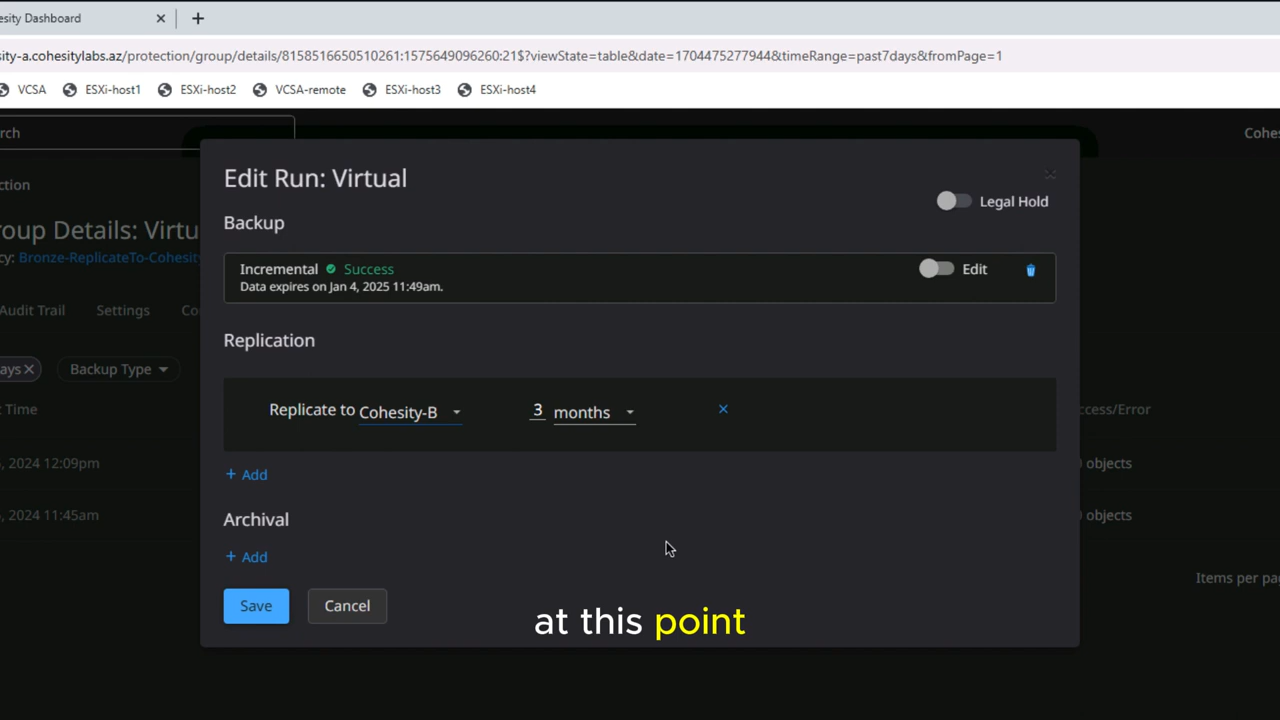 esity Dashboard
ity-a.cohesitylabs.az/protection/group/details/8158516650510261:1575649096260:21$?viewState=table&date=1704475277944&timeRange=past7days&fromPage=1
VCSA ESXi-host1 ESXi-host2 VCSA-remote ESXi-host3 ESXi-host4
rch
Cohes
ction
Edit Run: Virtual
Legal Hold
Backup
oup Details: Virtu
cy: Bronze-ReplicateTo-Cohesity
Incremental Success
Edit
Data expires on Jan 4, 2025 11:49am.
Audit Trail Settings Co
Replication
ays Backup Type
t Time
Replicate to Cohesity-B 3 months
ccess/Error
, 2024 12:09pm
objects
+ Add
, 2024 11:45am
objects
Archival
+ Add
Items per pa
Save Cancel
at this point